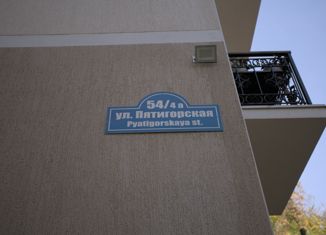 54/4 а
ул. Пятигорская
Pyatigorskaya st.